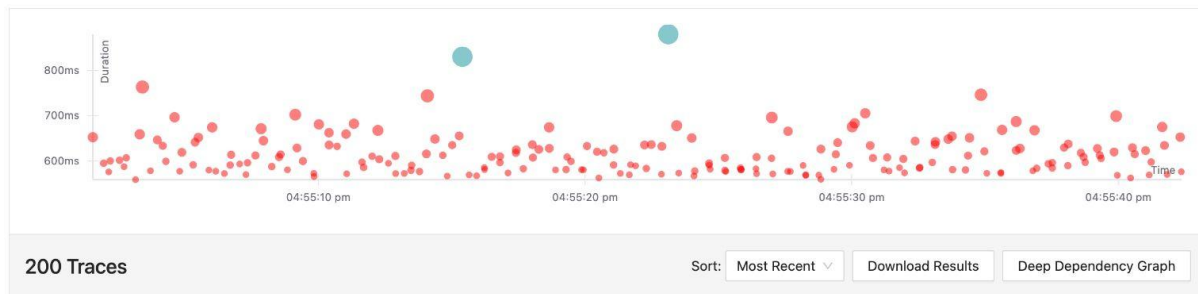 Duration
800ms
700ms
600ms
Time
04:55:10 pm
04:55:20 pm
04:55:30 pm
04:55:40 pm
200 Traces
Sort:
Most Recent
Download Results
Deep Dependency Graph